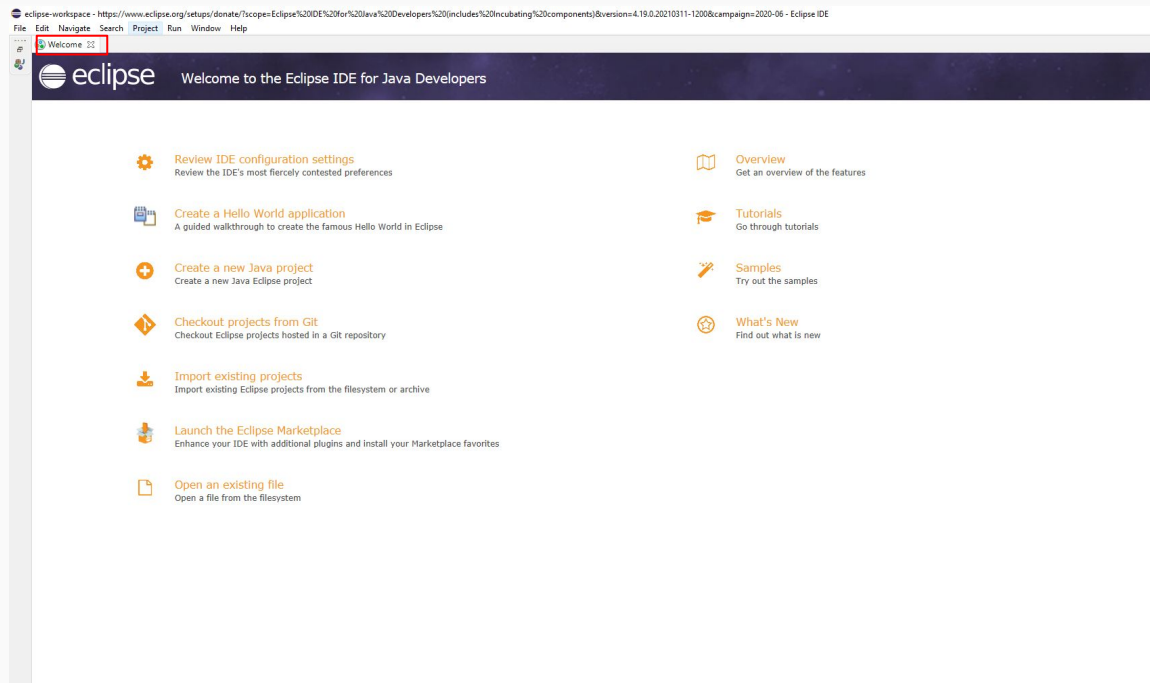 eclipse-workspace - https://www.eclipse.org/setups/donate/?scope=Eclipse%20IDE%20for%20Java%20Developers%20(includes%20Incubating%20components)&version=4.19.0.20210311-1200&campaign=2020-06 - Eclipse IDE
File Edit Navigate Search Project Run Window Help
Welcome
eclipse Welcome to the Eclipse IDE for Java Developers
Review IDE configuration settings
Review the IDE's most fiercely contested preferences
Create a Hello World application
A guided walkthrough to create the famous Hello World in Eclipse
Create a new Java project
Create a new Java Eclipse project
Checkout projects from Git
Checkout Eclipse projects hosted in a Git repository
Import existing projects
Import existing Eclipse projects from the filesystem or archive
Launch the Eclipse Marketplace
Enhance your IDE with additional plugins and install your Marketplace favorites
Open an existing file
Open a file from the filesystem
Overview
Get an overview of the features
Tutorials
Go through tutorials
Samples
Try out the samples
What's New
Find out what is new